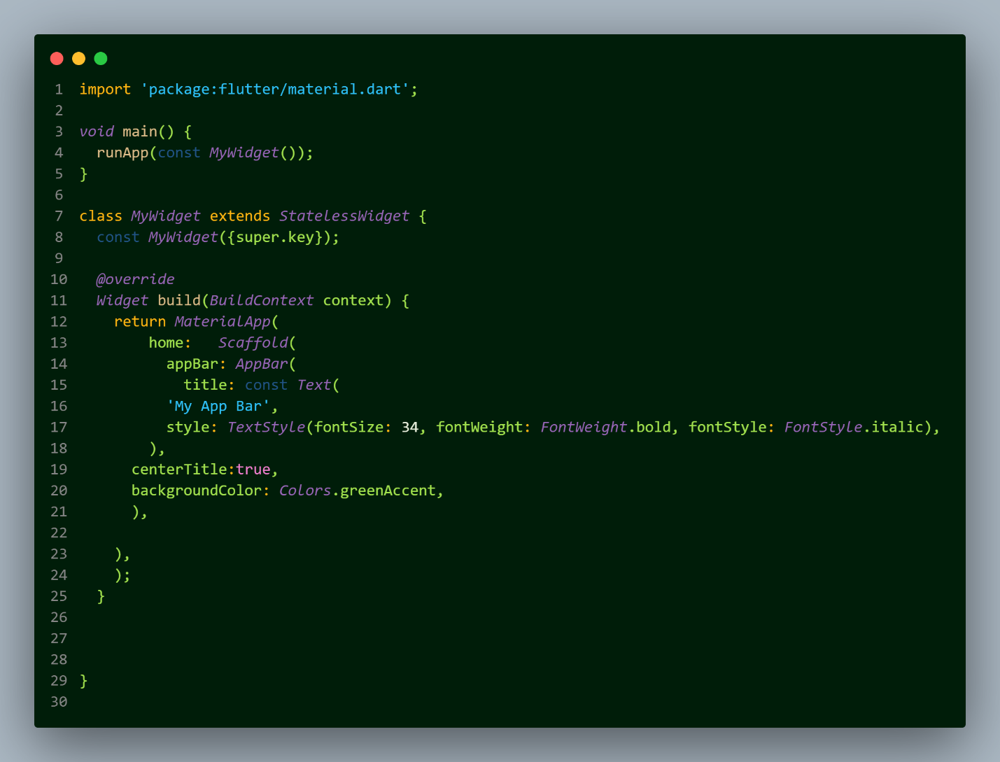 1 import 'package:flutter/material.dart';
2
3 void main() {
4   runApp(const MyWidget());
5 }
6
7 class MyWidget extends StatelessWidget {
8   const MyWidget({super.key});
9
10   @override
11   Widget build(BuildContext context) {
12     return MaterialApp(
13         home:   Scaffold(
14           appBar: AppBar(
15             title: const Text(
16           'My App Bar',
17           style: TextStyle(fontSize: 34, fontWeight: FontWeight.bold, fontStyle: FontStyle.italic),
18         ),
19       centerTitle:true,
20       backgroundColor: Colors.greenAccent,
21       ),
22
23     ),
24     );
25   }
26
27
28
29 }
30